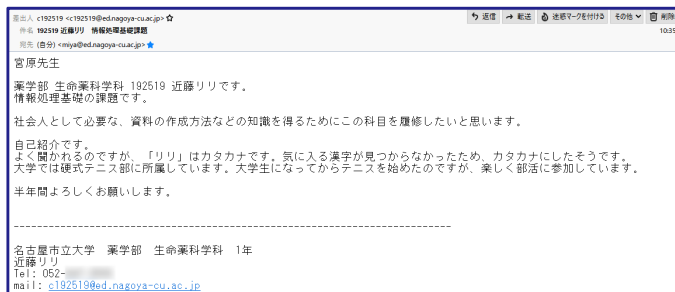 差出人 c192519 <c192519@ed.nagoya-cu.ac.jp>
返信 転送 迷惑マークを付ける その他 削除
件名 192519 近藤リリ 情報処理基礎課題
10:35
宛先 (自分) <miya@ed.nagoya-cu.ac.jp>
宮原先生
薬学部 生命薬科学科 192519 近藤リリです。
情報処理基礎の課題です。
社会人として必要な、資料の作成方法などの知識を得るためにこの科目を履修したいと思います。
自己紹介です。
よく聞かれるのですが、「リリ」はカタカナです。気に入る漢字が見つからなかったため、カタカナにしたそうです。
大学では硬式テニス部に所属しています。大学生になってからテニスを始めたのですが、楽しく部活に参加しています。
半年間よろしくお願いします。
--------------------------------------------------------------------------
名古屋市立大学 薬学部 生命薬科学科 1年
近藤リリ
Tel: 052-
mail: c192519@ed.nagoya-cu.ac.jp